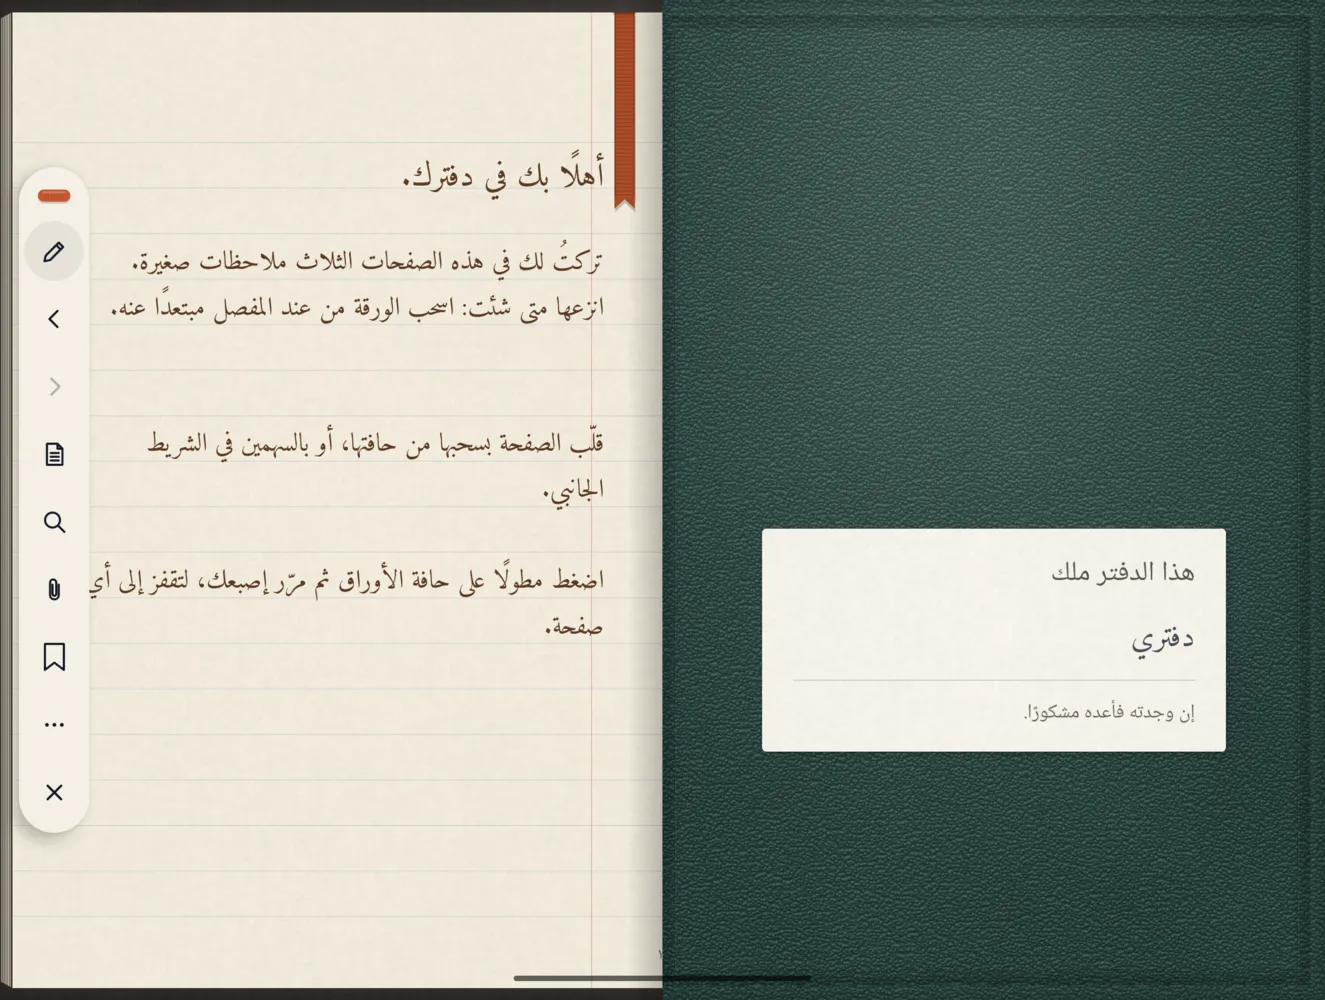 هذا الدفتر ملك
دفتري
إن وجدته فأعده مشكورًا.
أهلًا بك في دفترك.
تركتُ لك في هذه الصفحات الثلاث ملاحظات صغيرة.
انزعها متى شئت: اسحب الورقة من عند المفصل مبتعدًا عنه.
قلّب الصفحة بسحبها من حافتها، أو بالسهمين في الشريط
الجانبي.
اضغط مطولًا على حافة الأوراق ثم مرّر إصبعك، لتقفز إلى أي
صفحة.